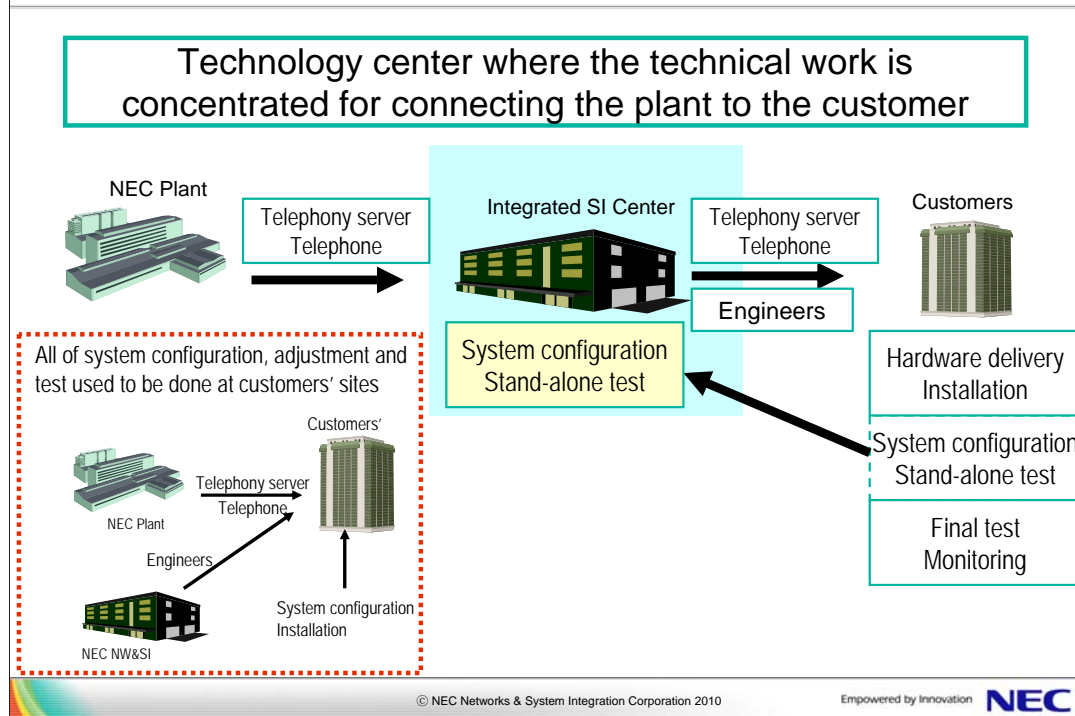 Technology center where the technical work is
concentrated for connecting the plant to the customer
NEC Plant
Telephony server
Telephone
Integrated SI Center
Telephony server
Telephone
Customers
Engineers
System configuration
Stand-alone test
Hardware delivery
Installation
System configuration
Stand-alone test
Final test
Monitoring
All of system configuration, adjustment and
test used to be done at customers' sites
Customers'
Telephony server
Telephone
NEC Plant
Engineers
System configuration
Installation
NEC NW&SI
© NEC Networks & System Integration Corporation 2010
Empowered by Innovation
NEC